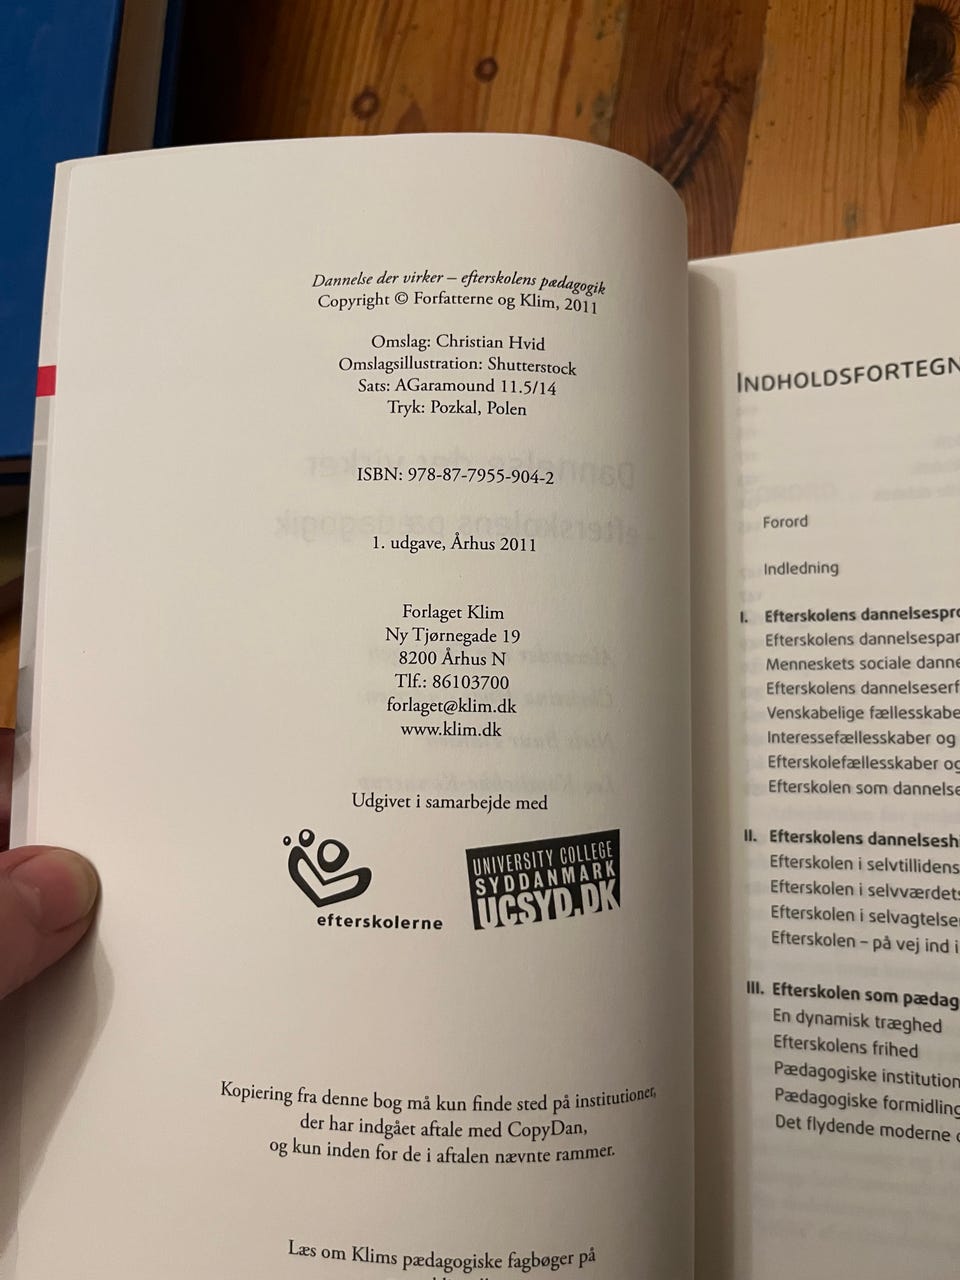 Dannelse der virker – efterskolens pædagogik
Copyright © Forfatterne og Klim, 2011
Omslag: Christian Hvid
Omslagsillustration: Shutterstock
Sats: AGaramound 11.5/14
Tryk: Pozkal, Polen
ISBN: 978-87-7955-904-2
1. udgave, Århus 2011
Forlaget Klim
Ny Tjørnegade 19
8200 Århus N
Tlf.: 86103700
forlaget@klim.dk
www.klim.dk
Udgivet i samarbejde med
efterskolerne
UNIVERSITY COLLEGE
SYDDANMARK
UCSYD.DK
Kopiering fra denne bog må kun finde sted på institutioner,
der har indgået aftale med CopyDan,
og kun inden for de i aftalen nævnte rammer.
Læs om Klims pædagogiske fagbøger på
INDHOLDSFORTEGN
Forord
Indledning
I. Efterskolens dannelsespro
Efterskolens dannelsespar
Menneskets sociale danne
Efterskolens dannelseserf
Venskabelige fællesskabe
Interessefællesskaber og
Efterskolefællesskaber og
Efterskolen som dannelse
II. Efterskolens dannelsesh
Efterskolen i selvtillidens
Efterskolen i selvværdets
Efterskolen i selvagtelse
Efterskolen – på vej ind i
III. Efterskolen som pædag
En dynamisk træghed
Efterskolens frihed
Pædagogiske institution
Pædagogiske formidling
Det flydende moderne